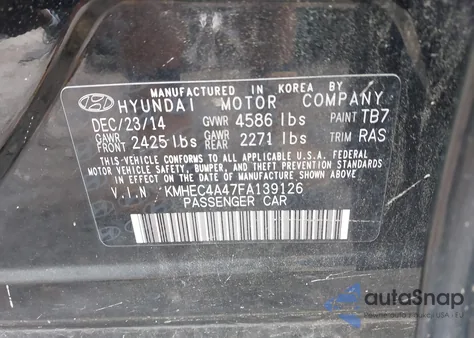 MANUFACTURED IN KOREA BY
HYUNDAI MOTOR COMPANY
DEC/23/14 GVWR 4586 lbs PAINT TB7
GAWR FRONT 2425 lbs GAWR REAR 2271 lbs TRIM RAS
THIS VEHICLE CONFORMS TO ALL APPLICABLE U.S.A. FEDERAL
MOTOR VEHICLE SAFETY, BUMPER, AND THEFT PREVENTION STANDARDS
IN EFFECT ON THE DATE OF MANUFACTURE SHOWN ABOVE.
V.I.N KMHEC4A47FA139126
PASSENGER CAR
autoSnap